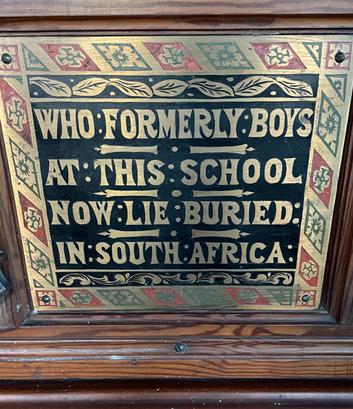 WHO:FORMERLY:BOYS
AT:THIS:SCHOOL
NOW:LIE:BURIED:
IN:SOUTH:AFRICA: